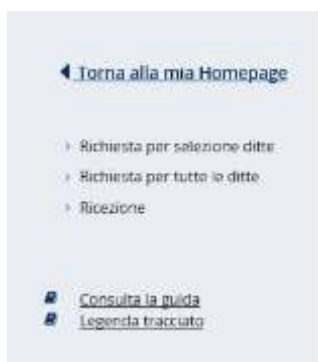 Torna alla mia Homepage
Richiesta per selezione ditte
Richiesta per tutte le ditte
Ricezione
Consulta la guida
Legenda tracciato